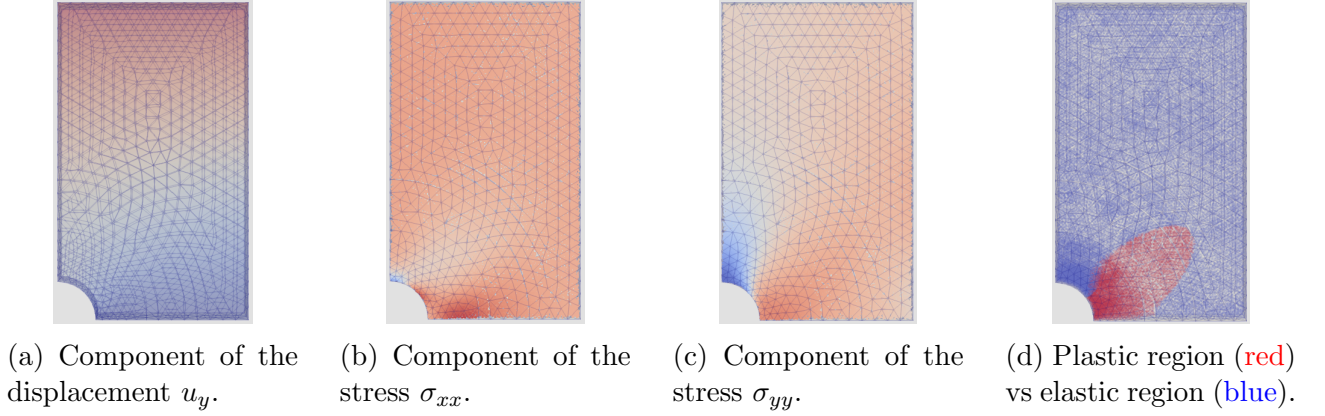 (a) Component of the
displacement u_y.
(b) Component of the
stress σ_xx.
(c) Component of the
stress σ_yy.
(d) Plastic region (red)
vs elastic region (blue).